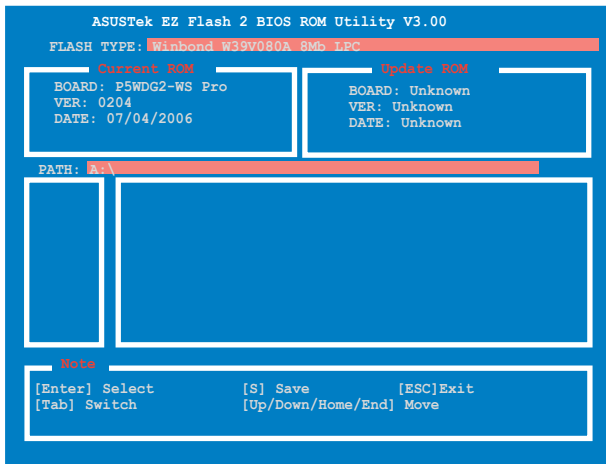 ASUSTek EZ Flash 2 BIOS ROM Utility V3.00
FLASH TYPE: Winbond W39V080A 8Mb LPC
Current ROM
BOARD: P5WDG2-WS Pro
VER: 0204
DATE: 07/04/2006
Update ROM
BOARD: Unknown
VER: Unknown
DATE: Unknown
PATH: A:\
Note
[Enter] Select [S] Save [ESC]Exit
[Tab] Switch [Up/Down/Home/End] Move